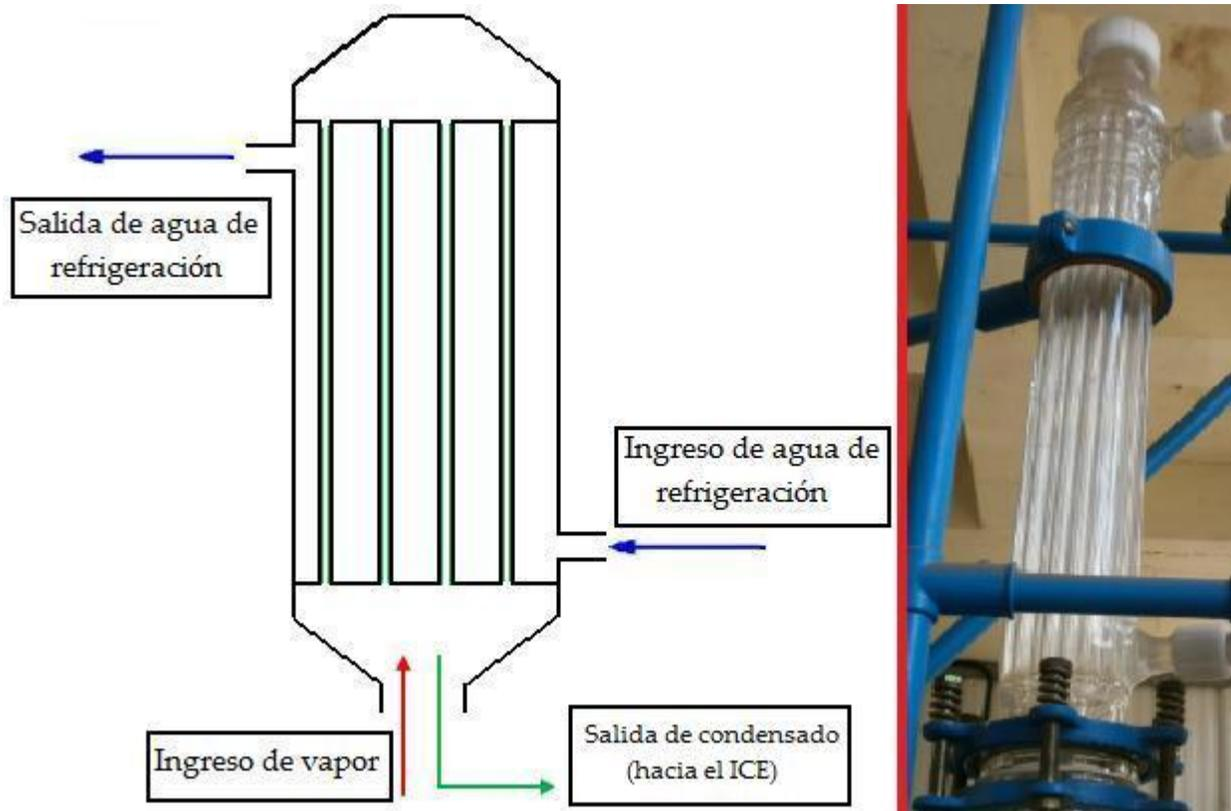 Salida de agua de
refrigeración
Ingreso de agua de
refrigeración
Ingreso de vapor
Salida de condensado
(hacia el ICE)